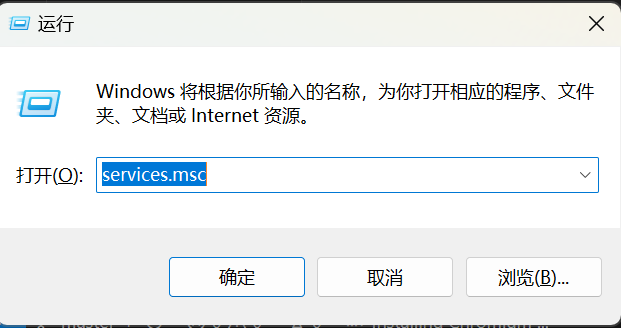 运行
Windows 将根据你所输入的名称，为你打开相应的程序、文件
夹、文档或 Internet 资源。
打开(O): services.msc
确定 取消 浏览(B)...